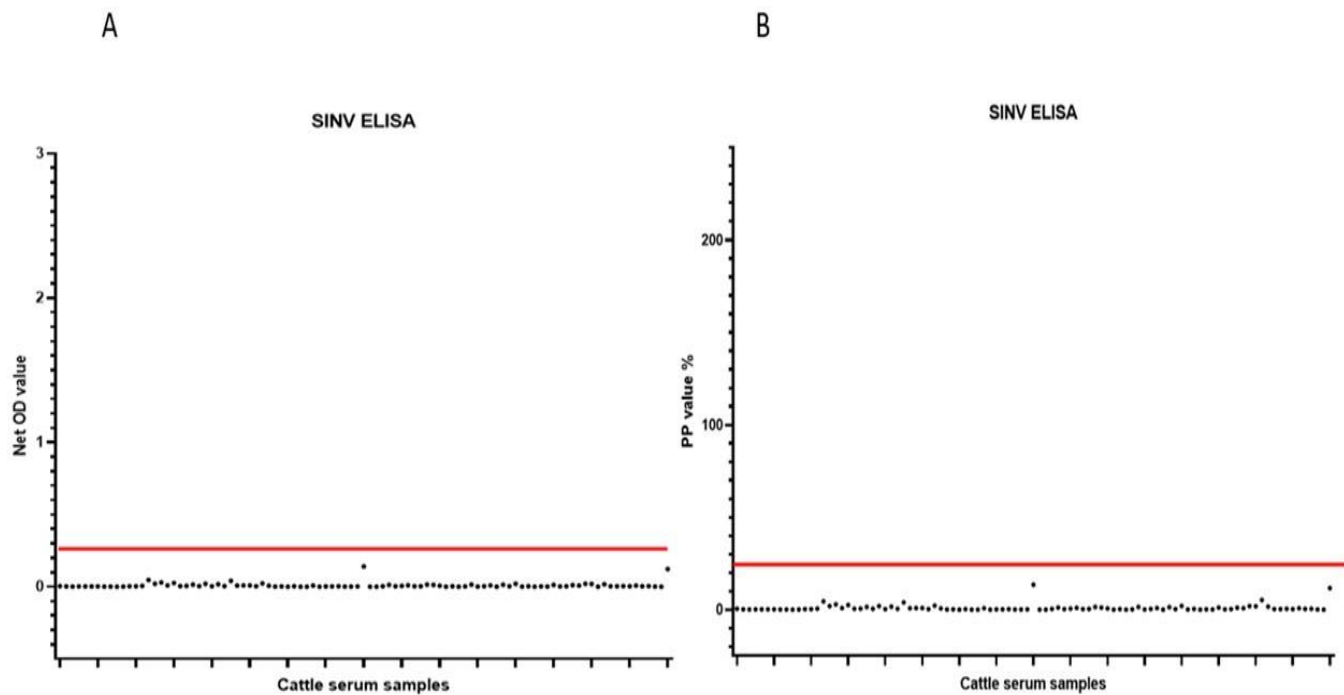 A
SINV ELISA
3
2
1
0
Net OD value
Cattle serum samples
B
SINV ELISA
200
100
0
PP value %
Cattle serum samples